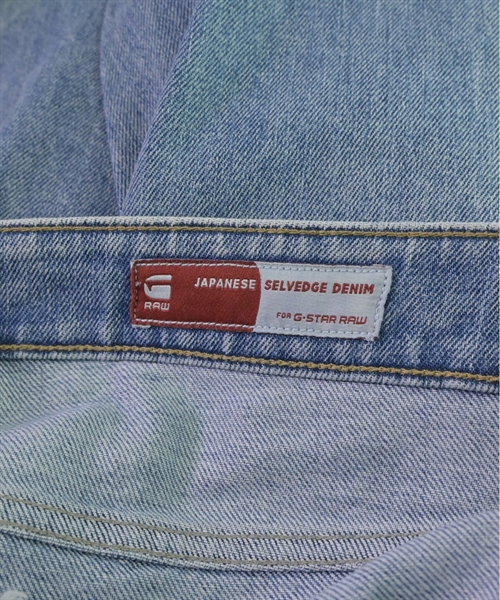 G
RAW
JAPANESE SELVEDGE DENIM
FOR G-STAR RAW